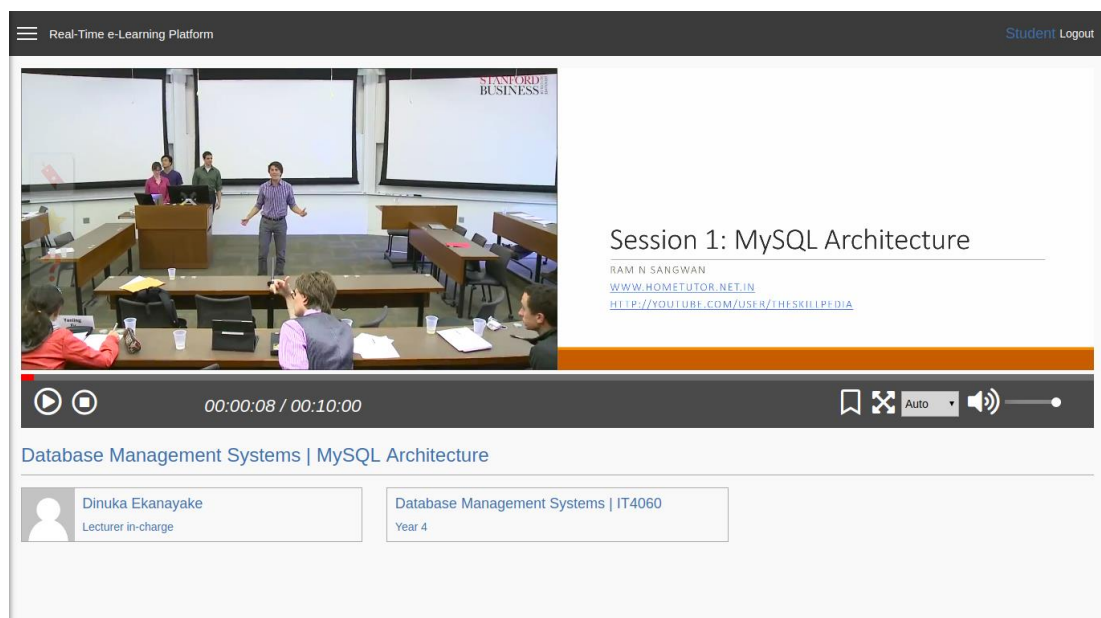 Real-Time e-Learning Platform
Student Logout
STANFORD
BUSINESS
Session 1: MySQL Architecture
RAM N SANGWAN
WWW.HOMETUTOR.NET.IN
HTTP://YOUTUBE.COM/USER/THESKILLPEDIA
00:00:08 / 00:10:00
Auto
Database Management Systems | MySQL Architecture
Dinuka Ekanayake
Lecturer in-charge
Database Management Systems | IT4060
Year 4